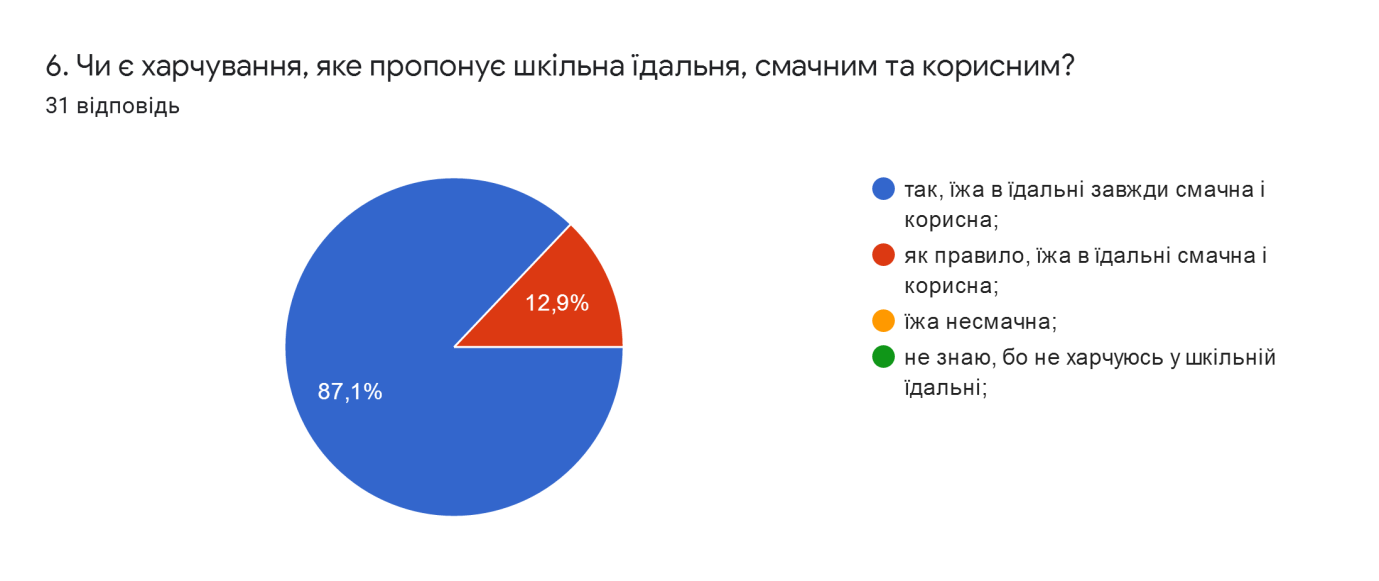 6. Чи є харчування, яке пропонує шкільна їдальня, смачним та корисним?
31 відповідь
так, їжа в їдальні завжди смачна і
корисна;
як правило, їжа в їдальні смачна і
корисна;
їжа несмачна;
не знаю, бо не харчуюсь у шкільній
їдальні;
12,9%
87,1%